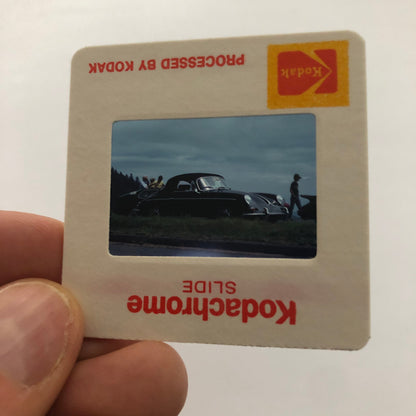 Kodachrome
SLIDE
Kodak
PROCESSED BY KODAK